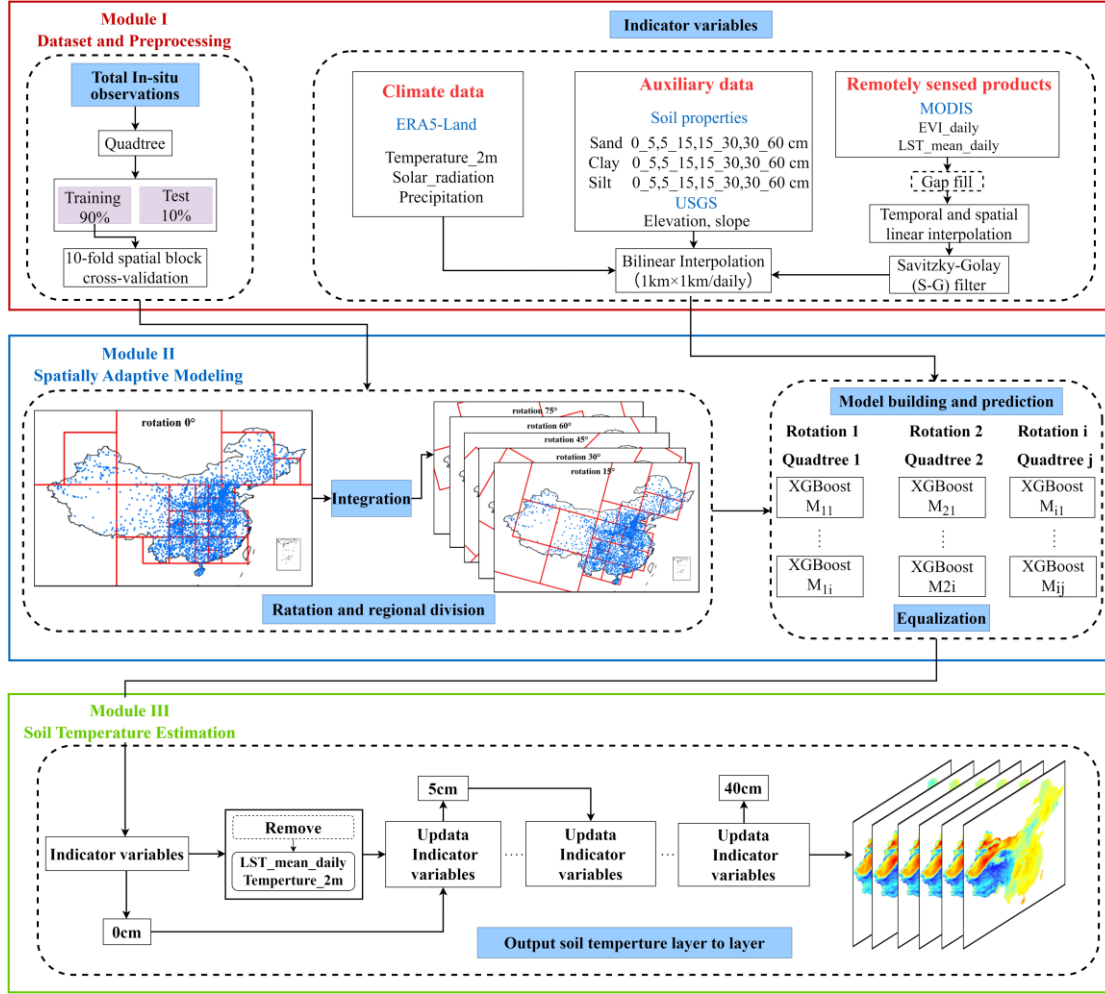 Module I
Dataset and Preprocessing
Total In-situ
observations
Quadtree
Training
90%
Test
10%
10-fold spatial block
cross-validation
Indicator variables
Climate data
ERA5-Land
Temperature_2m
Solar_radiation
Precipitation
Auxiliary data
Soil properties
Sand 0_5,5_15,15_30,30_60 cm
Clay 0_5,5_15,15_30,30_60 cm
Silt 0_5,5_15,15_30,30_60 cm
USGS
Elevation, slope
Remotely sensed products
MODIS
EVI_daily
LST_mean_daily
Gap fill
Temporal and spatial
linear interpolation
Savitzky-Golay
(S-G) filter
Bilinear Interpolation
(1km×1km/daily)
Module II
Spatially Adaptive Modeling
rotation 0°
Integration
rotation 75°
rotation 60°
rotation 45°
rotation 30°
rotation 15°
Ratation and regional division
Model building and prediction
Rotation 1
Quadtree 1
XGBoost
M11
⋮
XGBoost
M1i
Rotation 2
Quadtree 2
XGBoost
M21
⋮
XGBoost
M2i
Rotation i
Quadtree j
XGBoost
Mi1
⋮
XGBoost
Mij
Equalization
Module III
Soil Temperature Estimation
Indicator variables
0cm
Remove
LST_mean_daily
Temperture_2m
5cm
Updata
Indicator
variables
......
Updata
Indicator
variables
......
40cm
Updata
Indicator
variables
Output soil temperture layer to layer